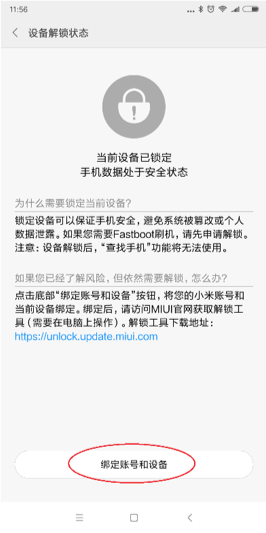 11:56
设备解锁状态
当前设备已锁定
手机数据处于安全状态
为什么需要锁定当前设备?
锁定设备可以保证手机安全，避免系统被篡改或个人
数据泄露。如果您需要Fastboot刷机，请先申请解锁。
注意：设备解锁后，“查找手机”功能将无法使用。
如果您已经了解风险，但依然需要解锁，怎么办?
点击底部“绑定账号和设备”按钮，将您的小米账号和
当前设备绑定。绑定后，请访问MIUI官网获取解锁工
具（需要在电脑上操作）。解锁工具下载地址：
https://unlock.update.miui.com
绑定账号和设备